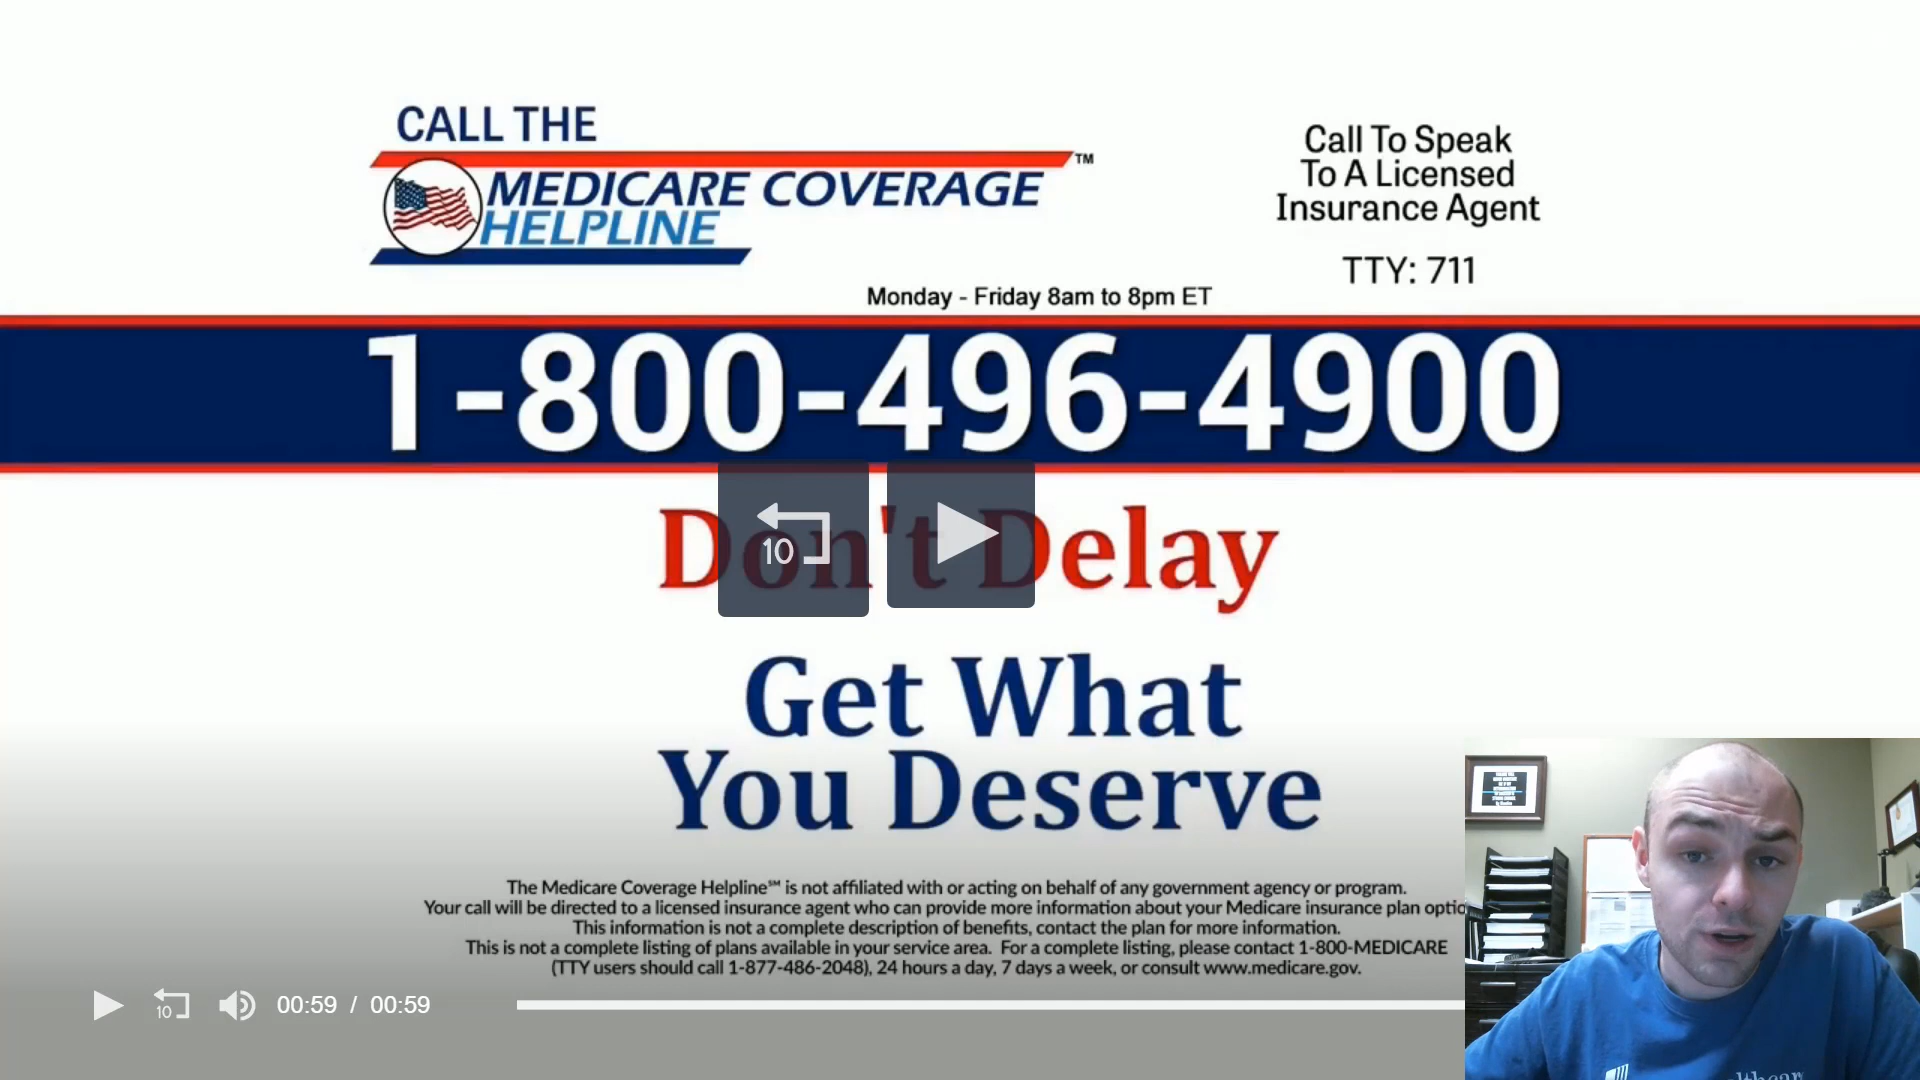 CALL THE
MEDICARE COVERAGE ™
HELPLINE
Call To Speak
To A Licensed
Insurance Agent
TTY: 711
Monday - Friday 8am to 8pm ET
1-800-496-4900
Don't Delay
Get What
You Deserve
The Medicare Coverage Helpline℠ is not affiliated with or acting on behalf of any government agency or program.
Your call will be directed to a licensed insurance agent who can provide more information about your Medicare insurance plan optio
This information is not a complete description of benefits, contact the plan for more information.
This is not a complete listing of plans available in your service area. For a complete listing, please contact 1-800-MEDICARE
(TTY users should call 1-877-486-2048), 24 hours a day, 7 days a week, or consult www.medicare.gov.
10
10
00:59 / 00:59